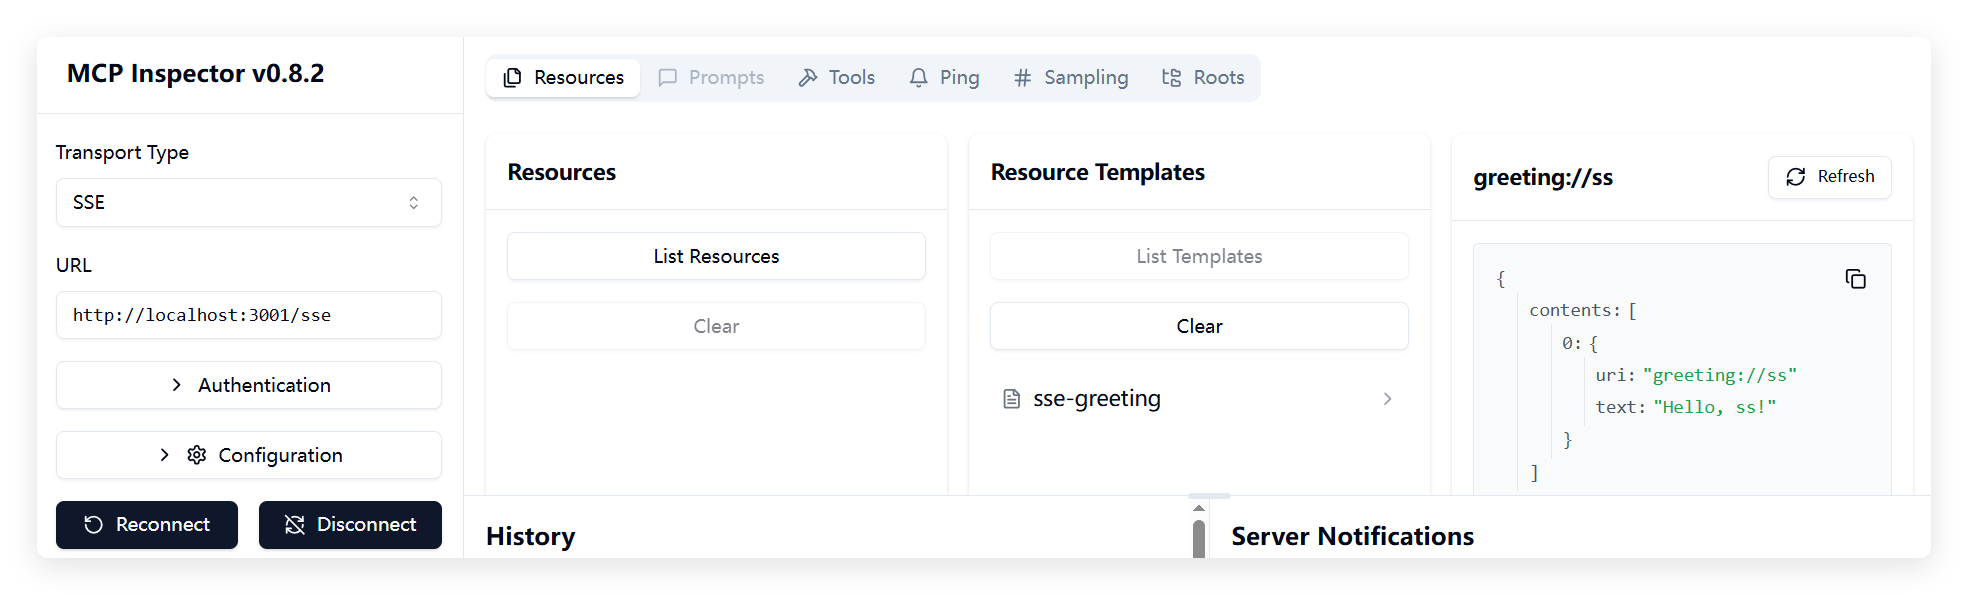 MCP Inspector v0.8.2
Transport Type
SSE
URL
http://localhost:3001/sse
Authentication
Configuration
Reconnect
Disconnect
Resources
Prompts
Tools
Ping
Sampling
Roots
Resources
List Resources
Clear
Resource Templates
List Templates
Clear
sse-greeting
greeting://ss
Refresh
{
contents: [
0: {
uri: "greeting://ss"
text: "Hello, ss!"
}
]
History
Server Notifications